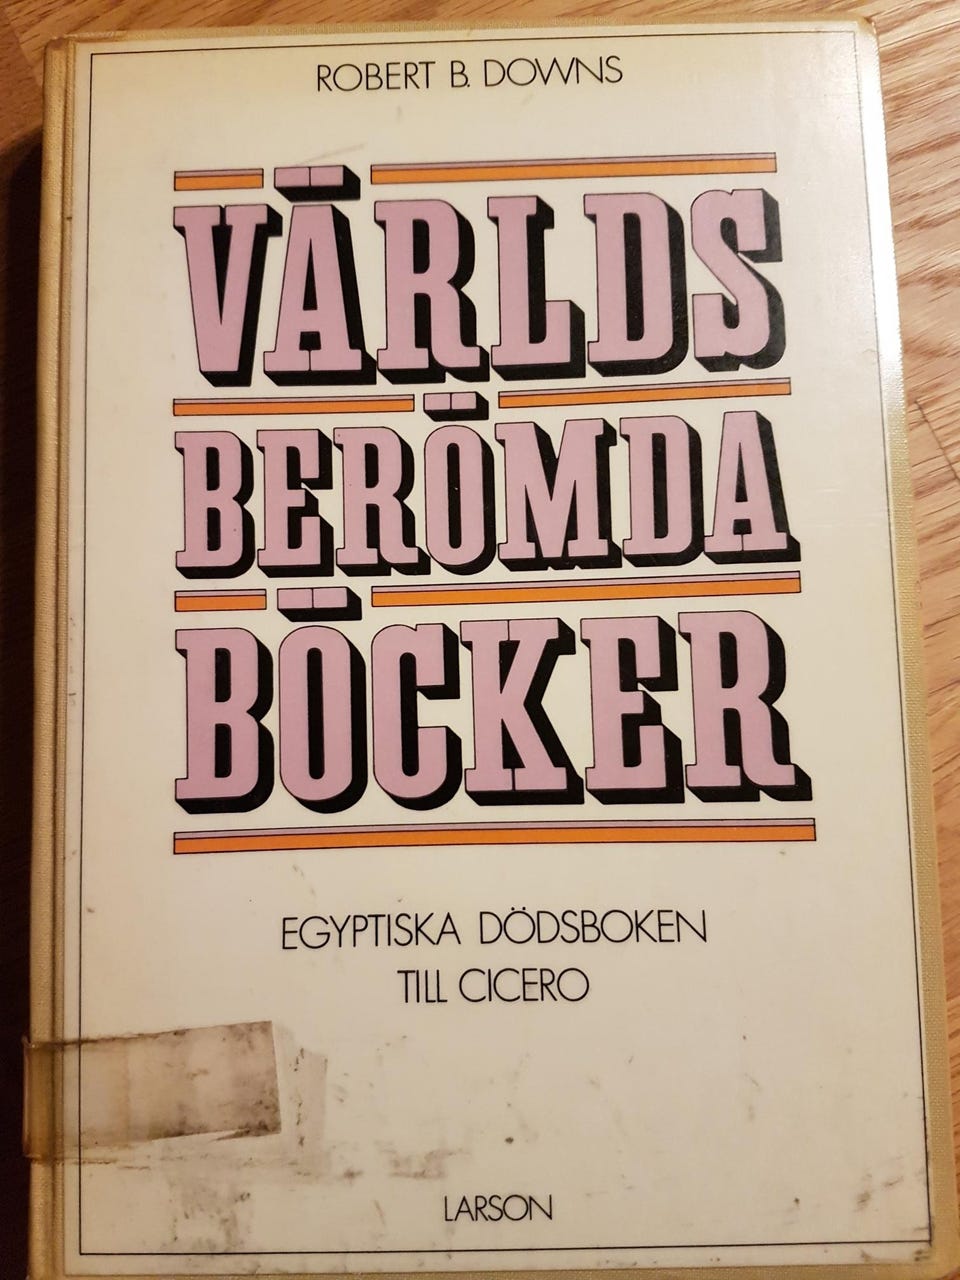 ROBERT B. DOWNS
VÄRLDS
BERÖMDA
BÖCKER
EGYPTISKA DÖDSBOKEN
TILL CICERO
LARSON